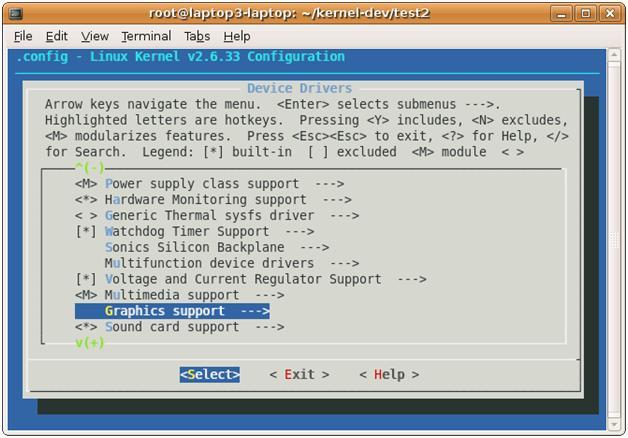 root@laptop3-laptop: ~/kernel-dev/test2
File Edit View Terminal Tabs Help
.config - Linux Kernel v2.6.33 Configuration
Device Drivers
Arrow keys navigate the menu. <Enter> selects submenus --->.
Highlighted letters are hotkeys. Pressing <Y> includes, <N> excludes,
<M> modularizes features. Press <Esc><Esc> to exit, <?> for Help, </>
for Search. Legend: [*] built-in [ ] excluded <M> module < >
^(-)
<M> Power supply class support --->
<*> Hardware Monitoring support --->
< > Generic Thermal sysfs driver --->
[*] Watchdog Timer Support --->
Sonics Silicon Backplane --->
Multifunction device drivers --->
[*] Voltage and Current Regulator Support --->
<M> Multimedia support --->
Graphics support --->
<*> Sound card support --->
v(+)
<Select> < Exit > < Help >